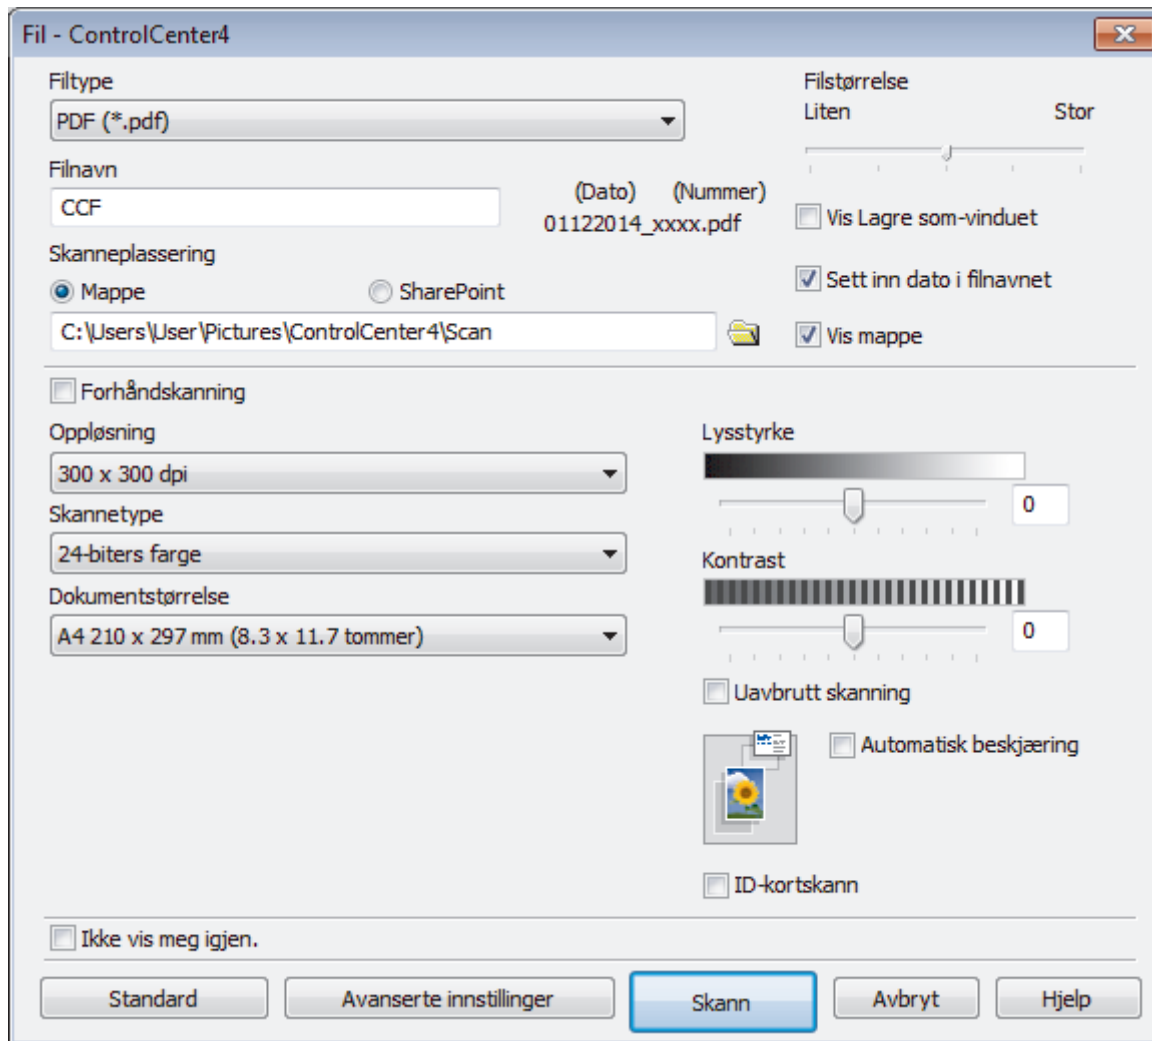 Fil - ControlCenter4
Filtype
PDF (*.pdf)
Filstørrelse
Liten Stor
Filnavn
CCF
(Dato) (Nummer)
01122014_xxxx.pdf
Vis Lagre som-vinduet
Skanneplassering
Mappe SharePoint
Sett inn dato i filnavnet
C:\Users\User\Pictures\ControlCenter4\Scan
Vis mappe
Forhåndskanning
Oppløsning
300 x 300 dpi
Skannetype
24-biters farge
Dokumentstørrelse
A4 210 x 297 mm (8.3 x 11.7 tommer)
Lysstyrke
0
Kontrast
0
Uavbrutt skanning
Automatisk beskjæring
ID-kortskann
Ikke vis meg igjen.
Standard Avanserte innstillinger Skann Avbryt Hjelp